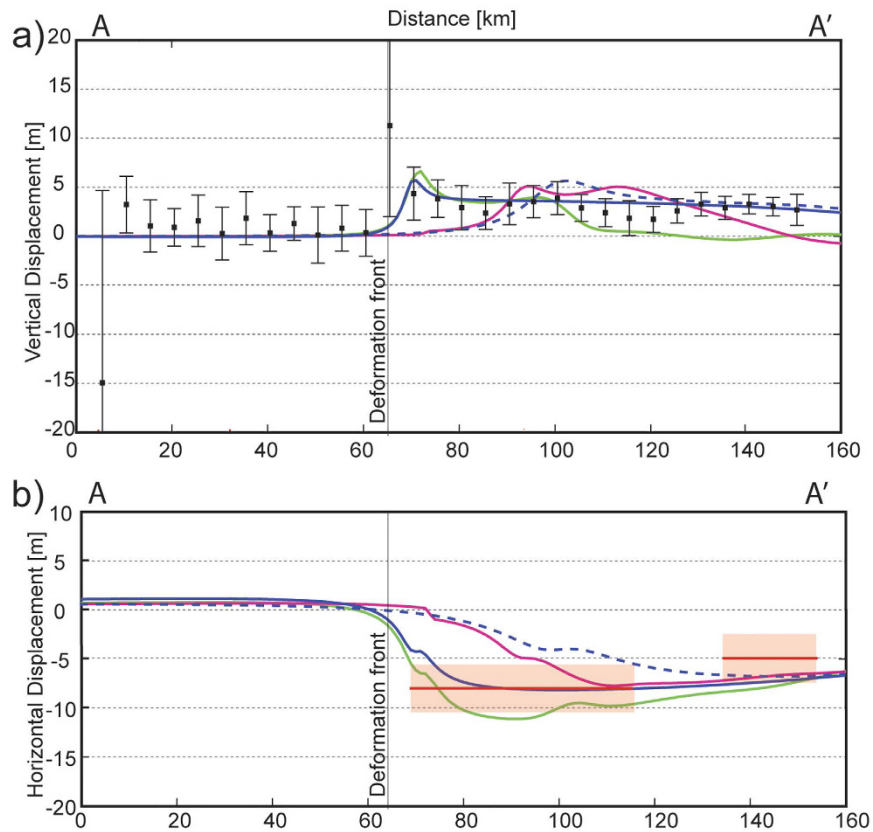 Distance [km]
a) A A'
20
15
10
5
0
-5
-10
-15
-20
Vertical Displacement [m]
Deformation front
0 20 40 60 80 100 120 140 160
b) A A'
10
5
0
-5
-10
-15
-20
Horizontal Displacement [m]
Deformation front
0 20 40 60 80 100 120 140 160